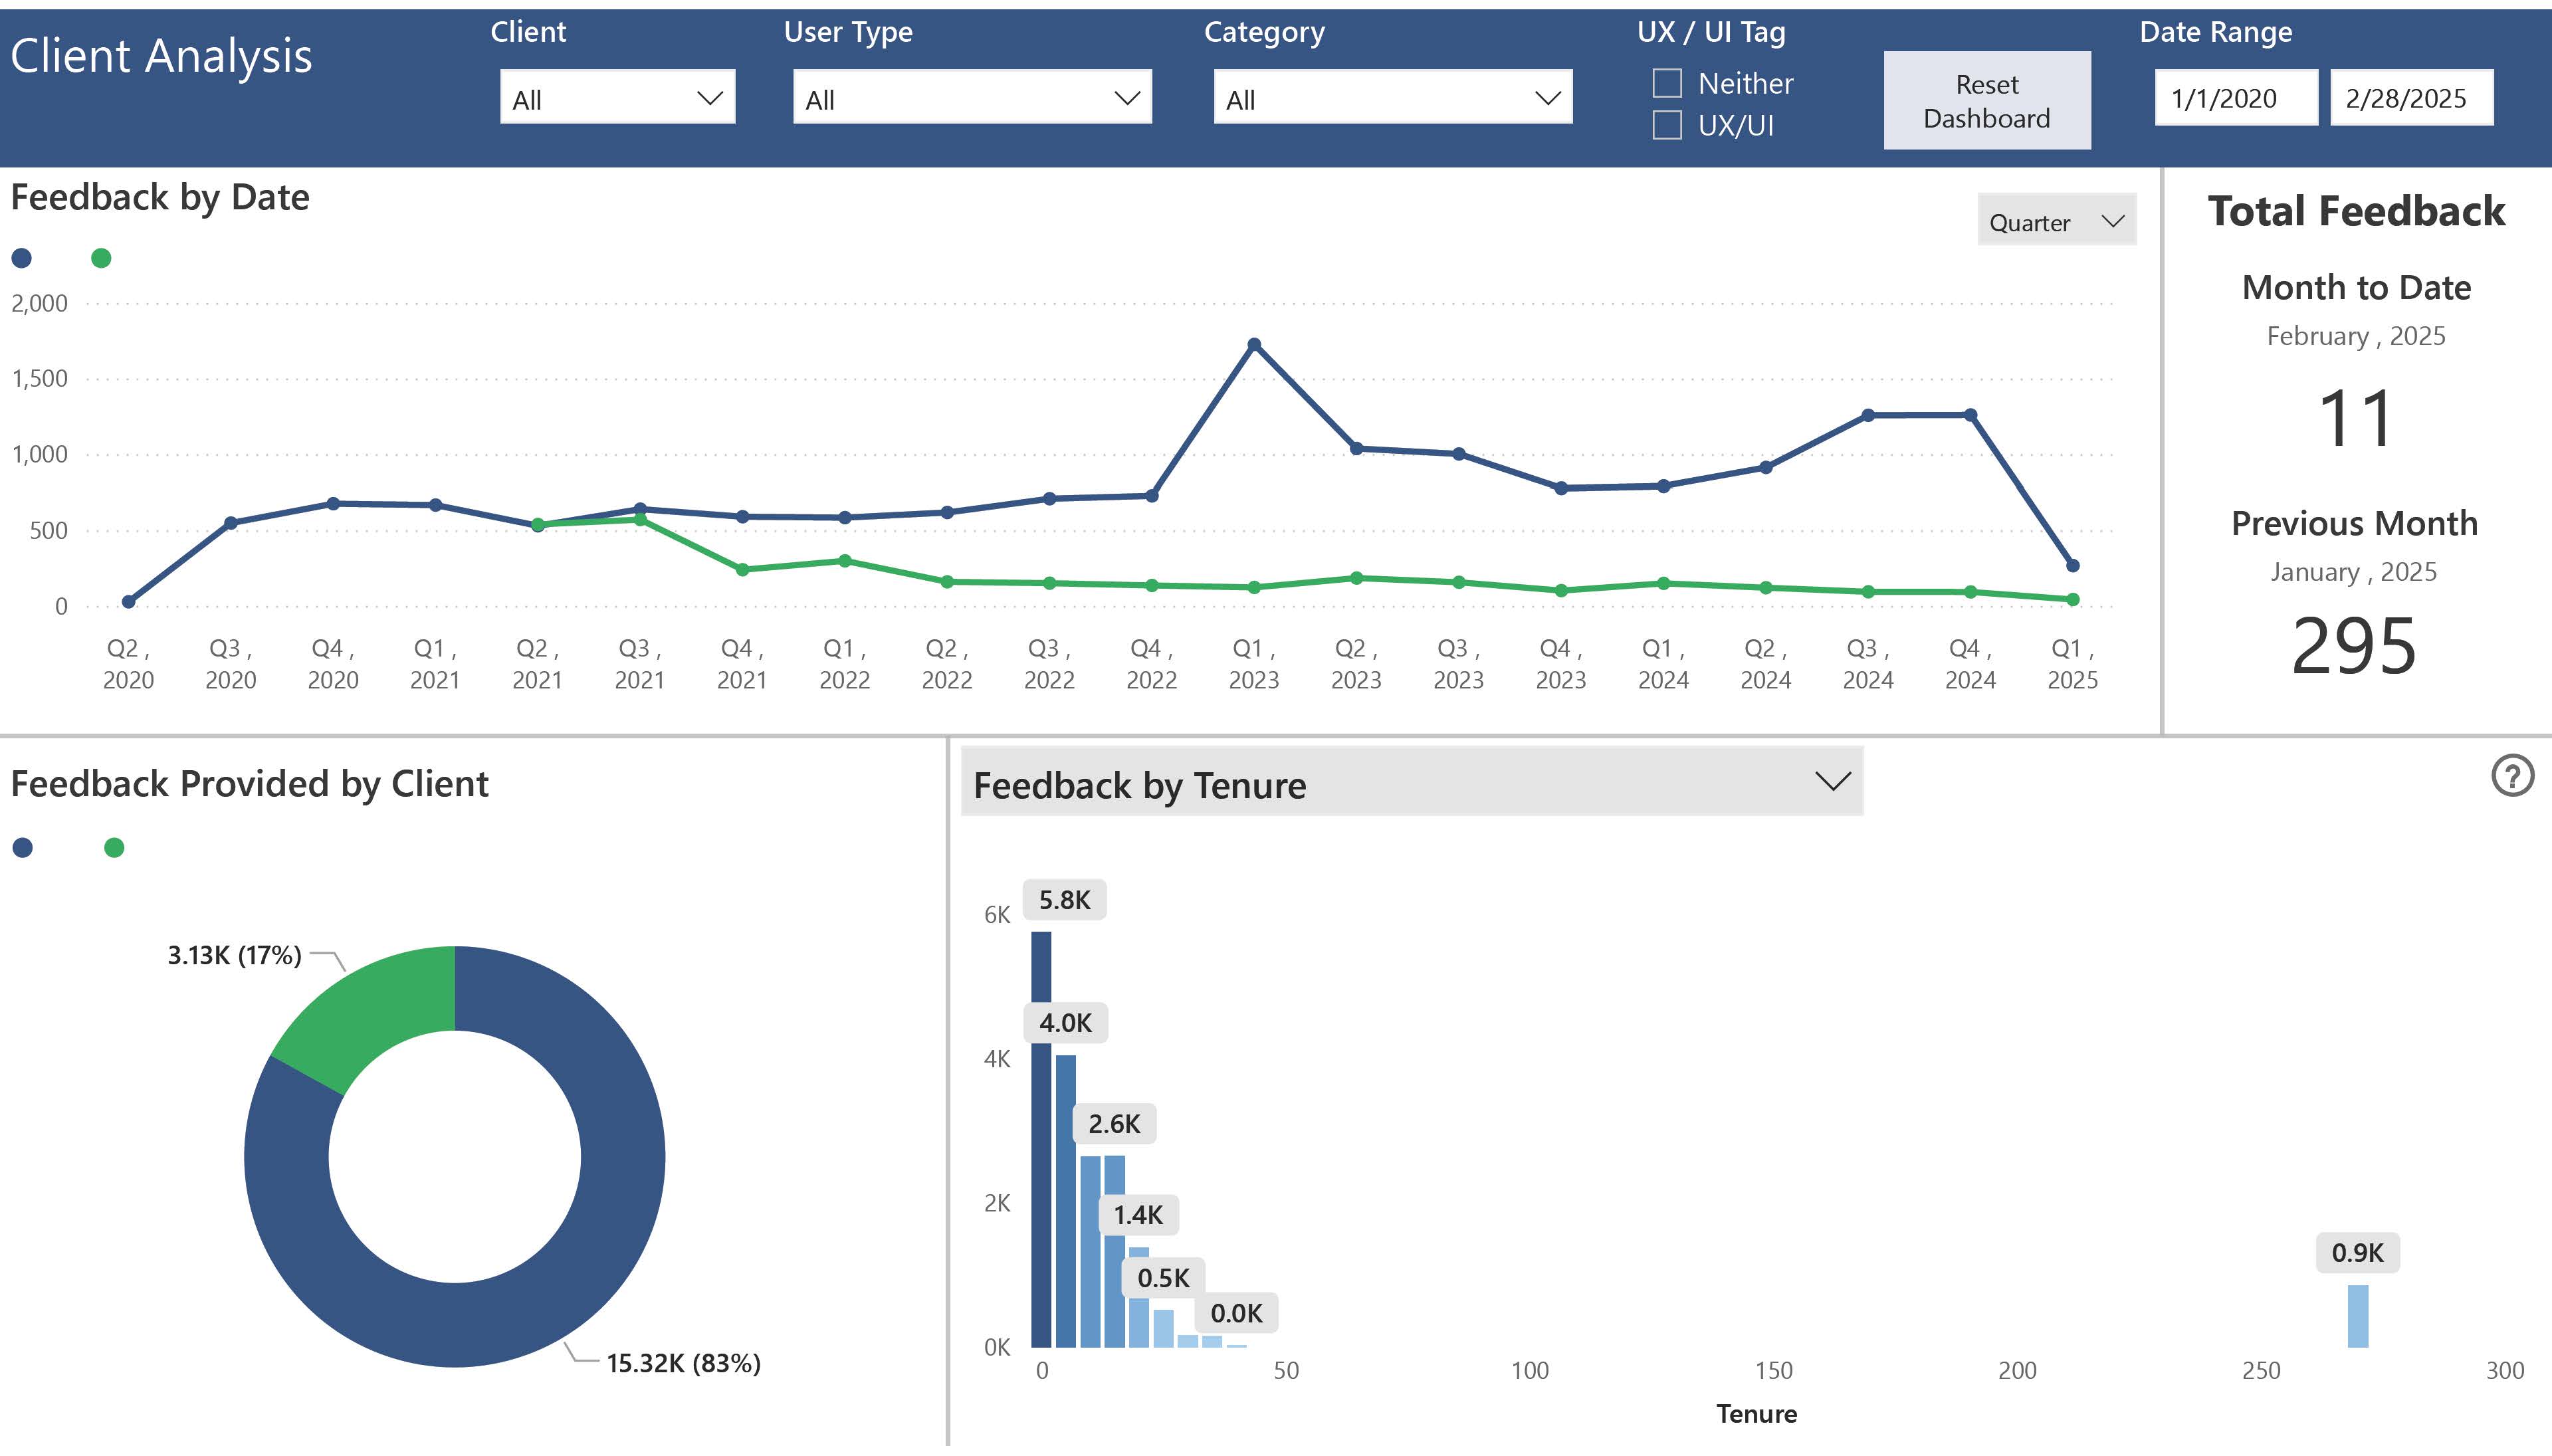 Client Analysis
Client
All
User Type
All
Category
All
UX / UI Tag
Neither
UX/UI
Reset
Dashboard
Date Range
1/1/2020
2/28/2025
Feedback by Date
Quarter
2,000
1,500
1,000
500
0
Q2 , 2020
Q3 , 2020
Q4 , 2020
Q1 , 2021
Q2 , 2021
Q3 , 2021
Q4 , 2021
Q1 , 2022
Q2 , 2022
Q3 , 2022
Q4 , 2022
Q1 , 2023
Q2 , 2023
Q3 , 2023
Q4 , 2023
Q1 , 2024
Q2 , 2024
Q3 , 2024
Q4 , 2024
Q1 , 2025
Total Feedback
Month to Date
February , 2025
11
Previous Month
January , 2025
295
Feedback Provided by Client
3.13K (17%)
15.32K (83%)
Feedback by Tenure
?
6K
4K
2K
0K
5.8K
4.0K
2.6K
1.4K
0.5K
0.0K
0.9K
0
50
100
150
200
250
300
Tenure